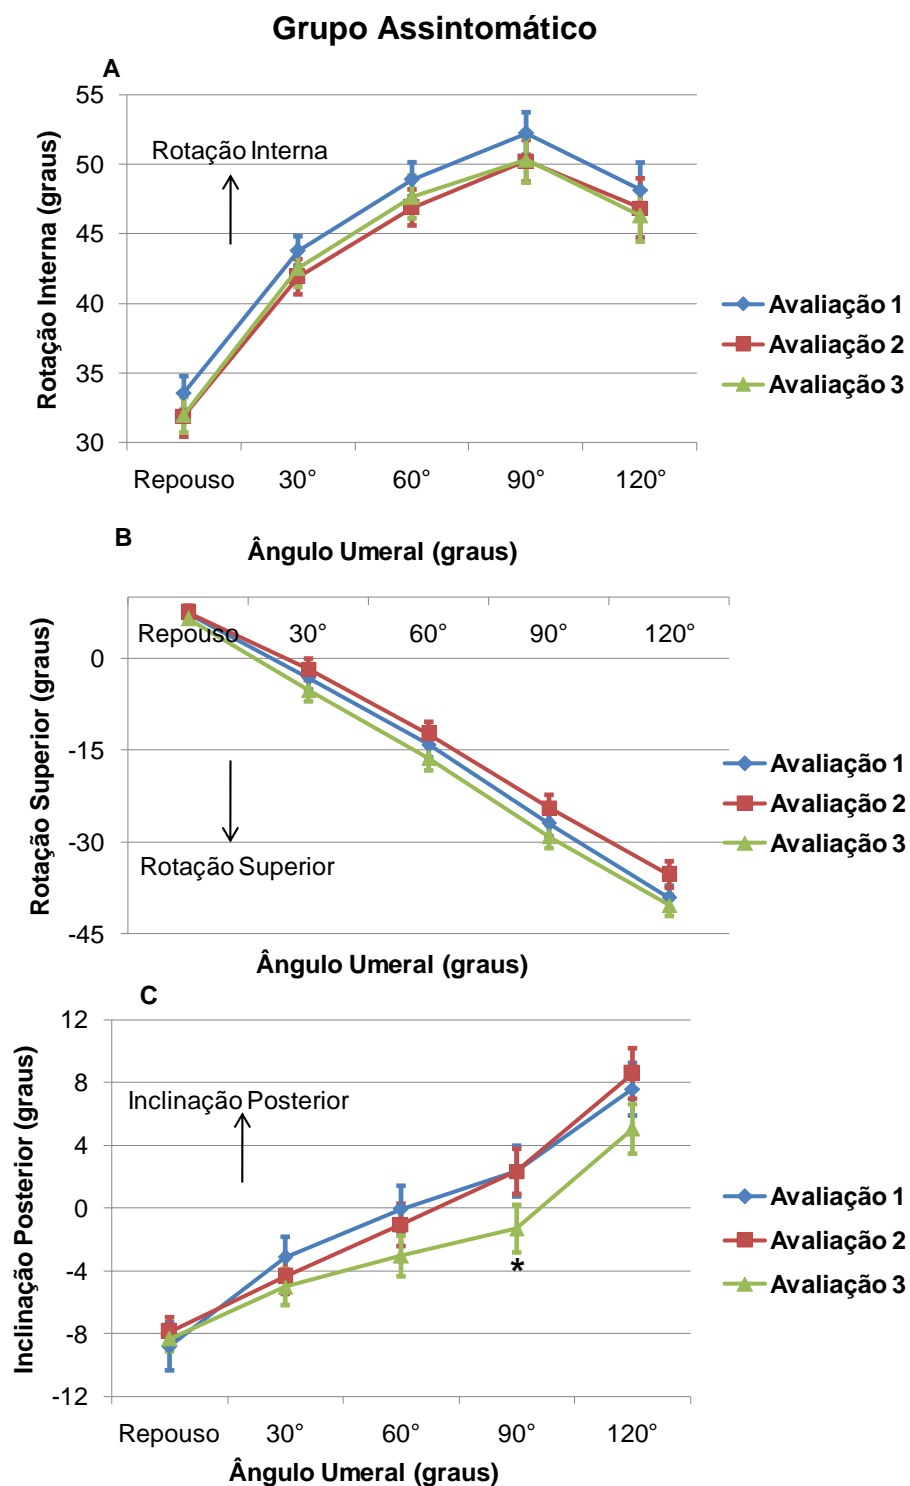 Grupo Assintomático
A
Rotação Interna (graus)
55
50
45
40
35
30
Rotação Interna
Repouso 30° 60° 90° 120°
Ângulo Umeral (graus)
Avaliação 1
Avaliação 2
Avaliação 3
B
Rotação Superior (graus)
Repouso 30° 60° 90° 120°
0
-15
-30
-45
Rotação Superior
Ângulo Umeral (graus)
Avaliação 1
Avaliação 2
Avaliação 3
C
Inclinação Posterior (graus)
12
8
4
0
-4
-8
-12
Inclinação Posterior
*
Repouso 30° 60° 90° 120°
Ângulo Umeral (graus)
Avaliação 1
Avaliação 2
Avaliação 3